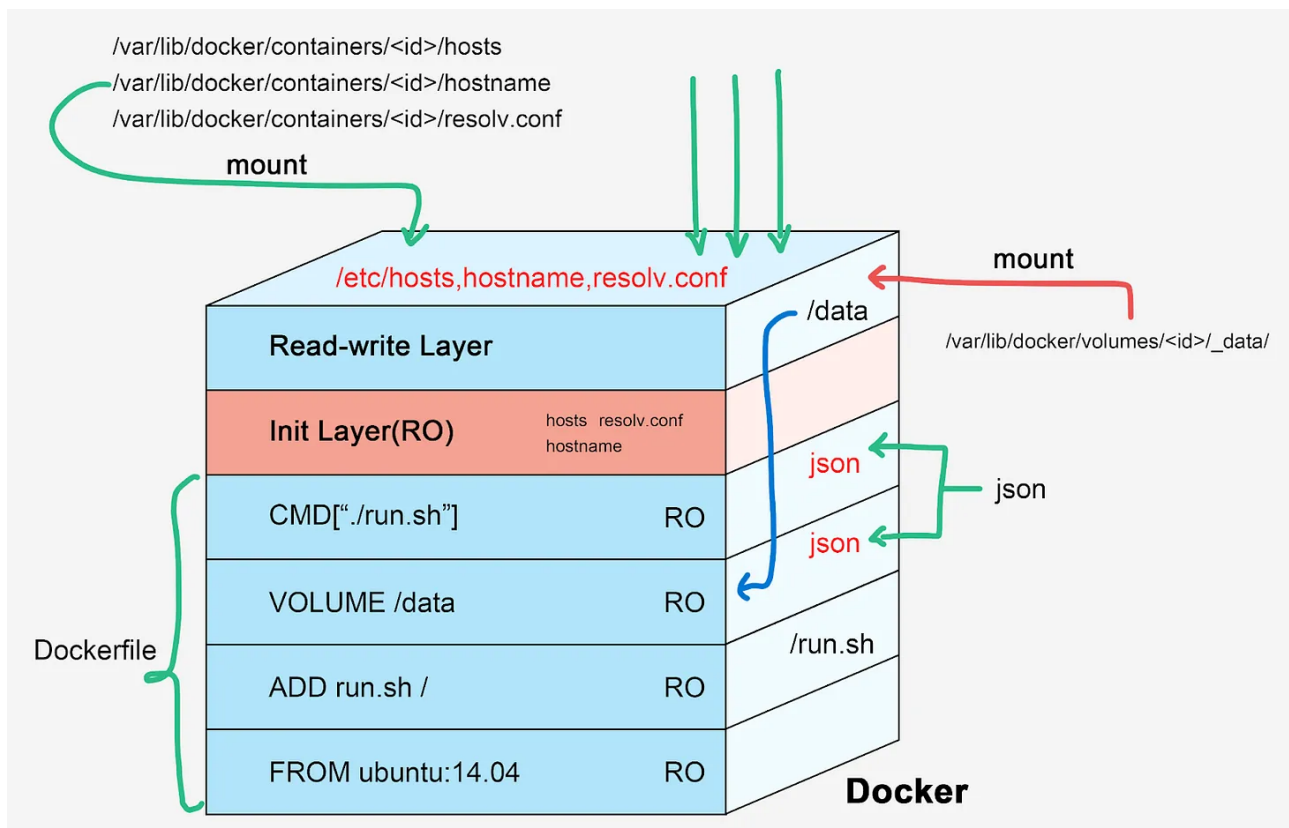 /var/lib/docker/containers/<id>/hosts
/var/lib/docker/containers/<id>/hostname
/var/lib/docker/containers/<id>/resolv.conf
mount
/etc/hosts,hostname,resolv.conf
mount
/data
/var/lib/docker/volumes/<id>/_data/
Read-write Layer
Init Layer(RO)
hosts resolv.conf
hostname
json
json
json
CMD[“./run.sh”] RO
VOLUME /data RO
/run.sh
Dockerfile
ADD run.sh / RO
FROM ubuntu:14.04 RO
Docker